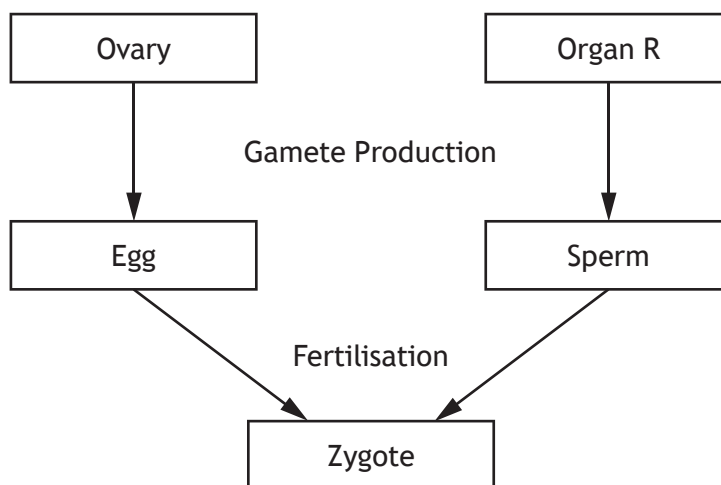 Ovary
Organ R
Gamete Production
Egg
Sperm
Fertilisation
Zygote